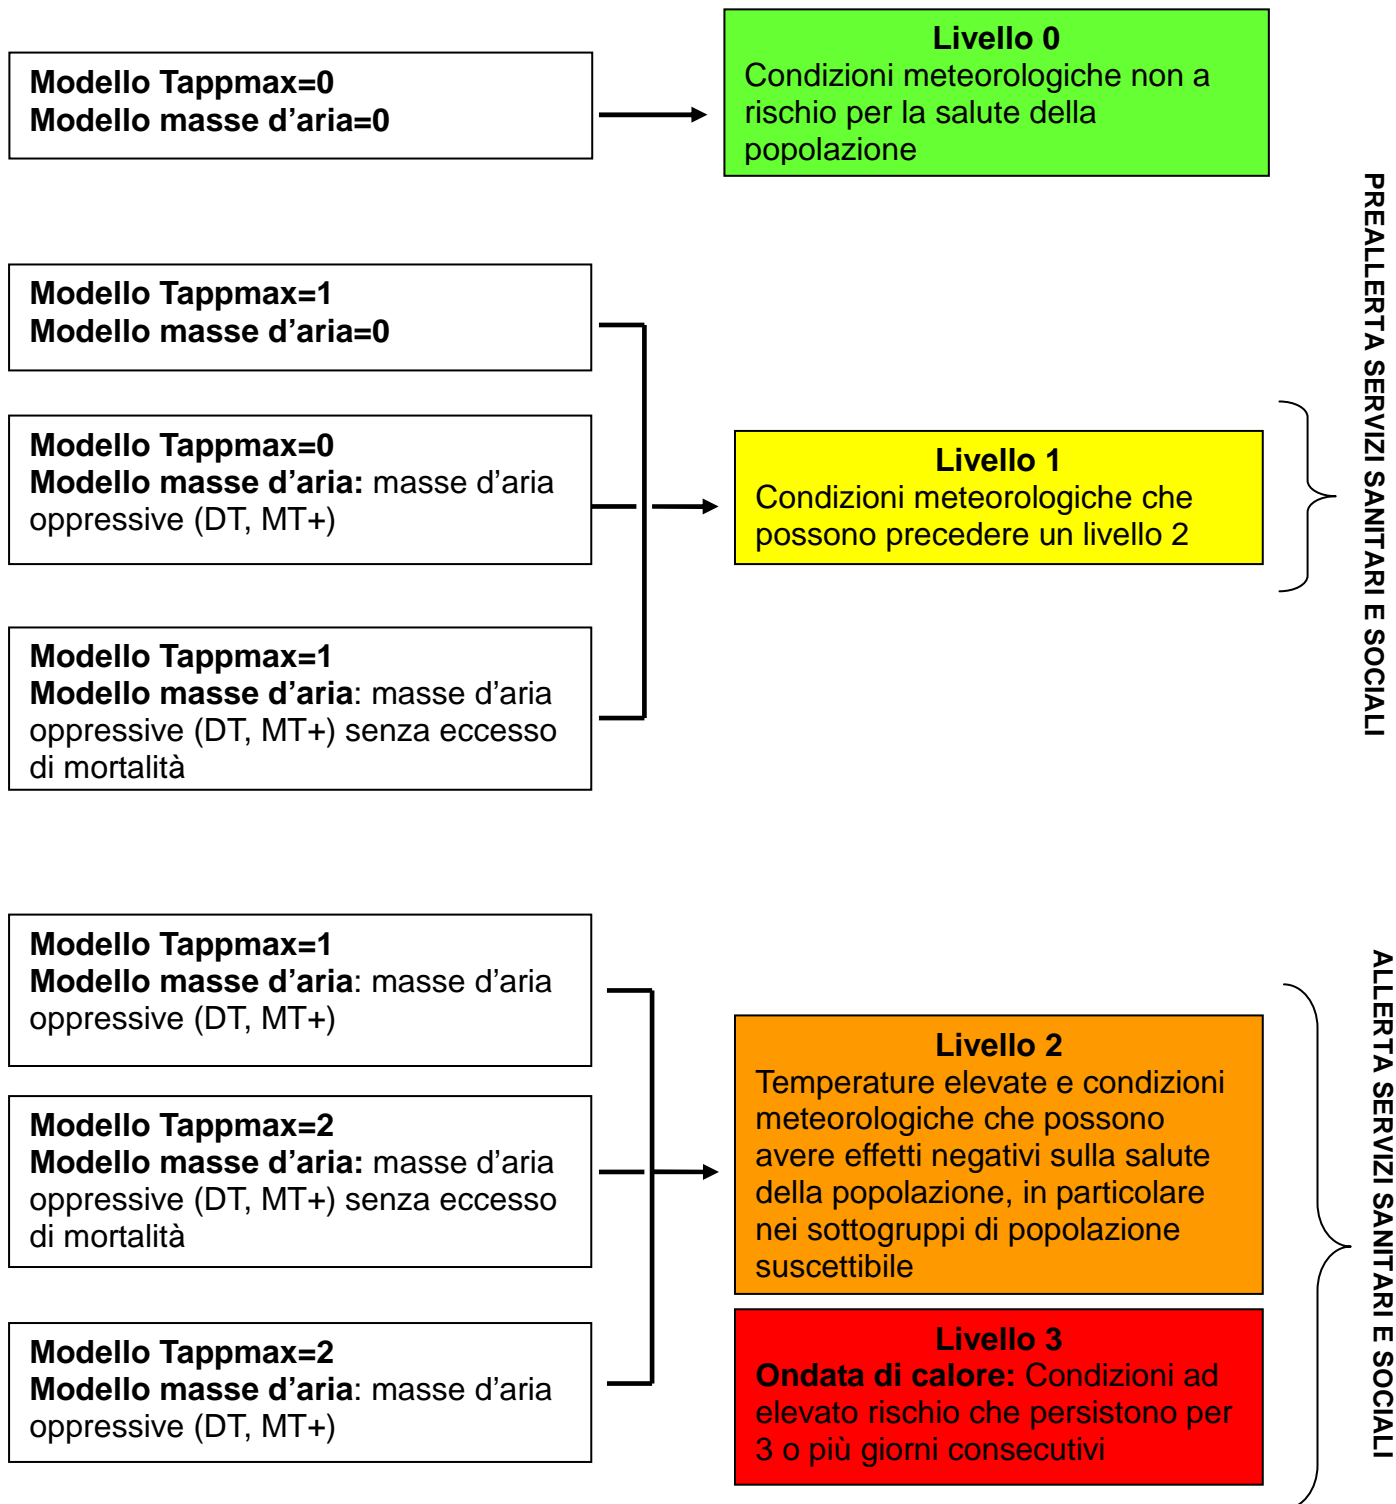 Modello Tappmax=0
Modello masse d’aria=0
Livello 0
Condizioni meteorologiche non a
rischio per la salute della
popolazione
Modello Tappmax=1
Modello masse d’aria=0
Modello Tappmax=0
Modello masse d’aria: masse d’aria
oppressive (DT, MT+)
Modello Tappmax=1
Modello masse d’aria: masse d’aria
oppressive (DT, MT+) senza eccesso
di mortalità
Livello 1
Condizioni meteorologiche che
possono precedere un livello 2
PREALLERTA SERVIZI SANITARI E SOCIALI
Modello Tappmax=1
Modello masse d’aria: masse d’aria
oppressive (DT, MT+)
Modello Tappmax=2
Modello masse d’aria: masse d’aria
oppressive (DT, MT+) senza eccesso
di mortalità
Modello Tappmax=2
Modello masse d’aria: masse d’aria
oppressive (DT, MT+)
Livello 2
Temperature elevate e condizioni
meteorologiche che possono
avere effetti negativi sulla salute
della popolazione, in particolare
nei sottogruppi di popolazione
suscettibile
Livello 3
Ondata di calore: Condizioni ad
elevato rischio che persistono per
3 o più giorni consecutivi
ALLERTA SERVIZI SANITARI E SOCIALI